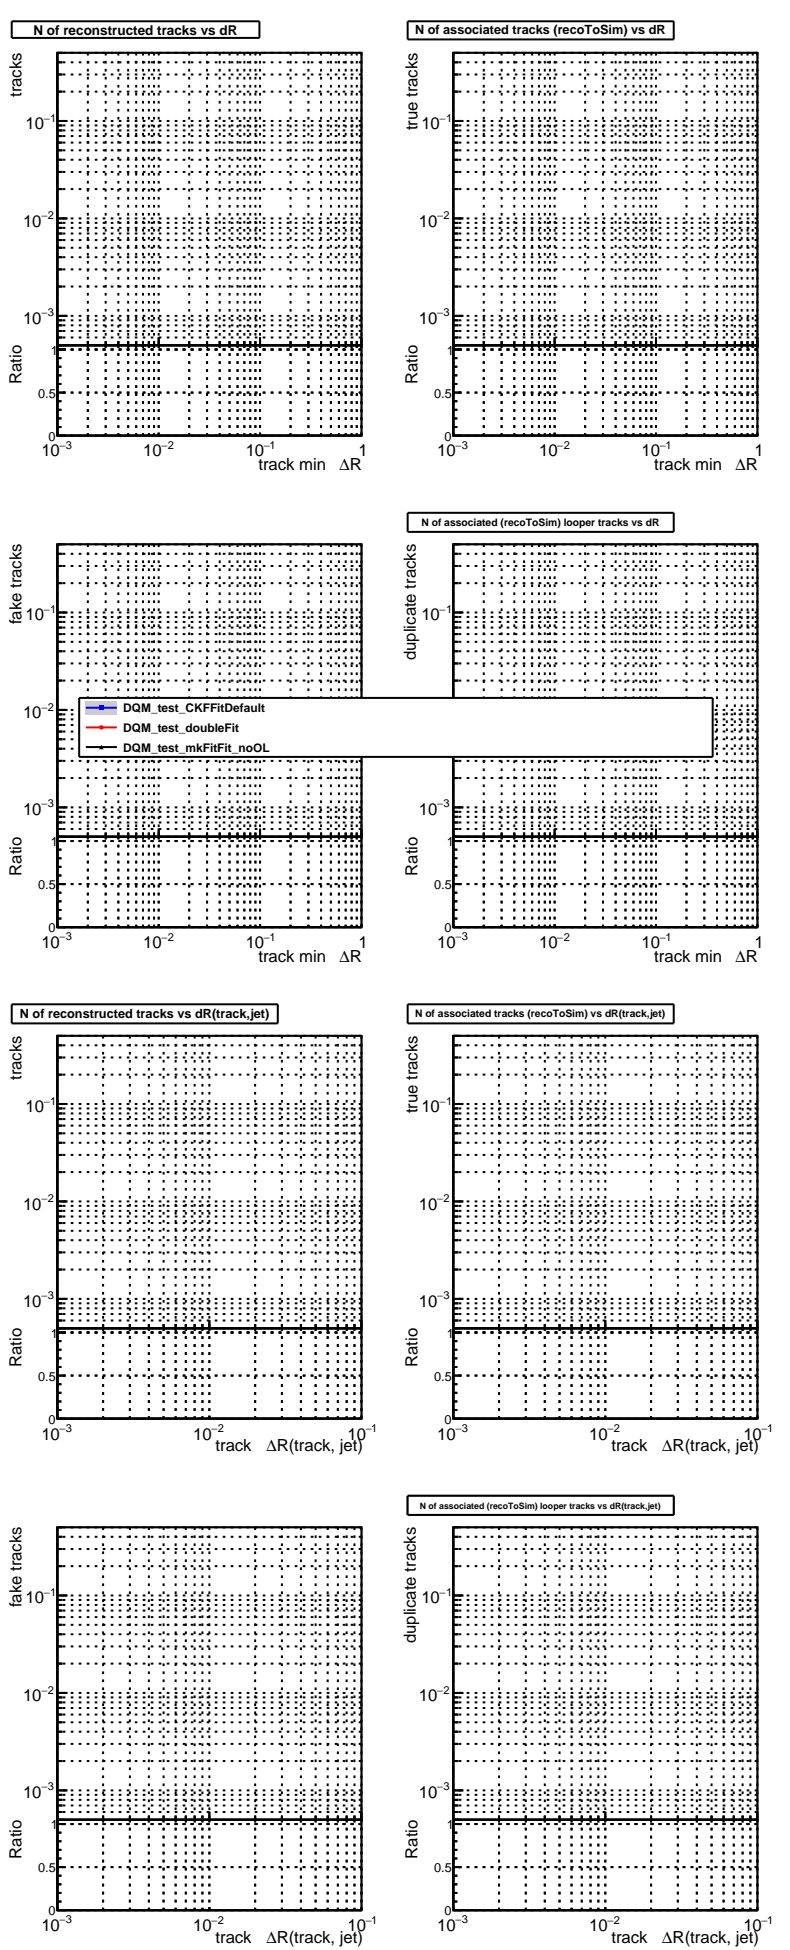 N of reconstructed tracks vs dR
tracks
10⁻¹
10⁻²
10⁻³
Ratio
1
0.5
0
10⁻³ 10⁻² 10⁻¹ 1
track min ΔR
N of associated tracks (recoToSim) vs dR
true tracks
10⁻¹
10⁻²
10⁻³
Ratio
1
0.5
0
10⁻³ 10⁻² 10⁻¹ 1
track min ΔR
fake tracks
10⁻¹
10⁻²
10⁻³
Ratio
1
0.5
0
10⁻³ 10⁻² 10⁻¹ 1
track min ΔR
N of associated (recoToSim) looper tracks vs dR
duplicate tracks
10⁻¹
10⁻³
Ratio
1
0.5
0
10⁻³ 10⁻² 10⁻¹ 1
track min ΔR
DQM_test_CKFFitDefault
DQM_test_doubleFit
DQM_test_mkFitFit_noOL
N of reconstructed tracks vs dR(track,jet)
tracks
10⁻¹
10⁻²
10⁻³
Ratio
1
0.5
0
10⁻³ 10⁻² 10⁻¹
track ΔR(track, jet)
N of associated tracks (recoToSim) vs dR(track,jet)
true tracks
10⁻¹
10⁻²
10⁻³
Ratio
1
0.5
0
10⁻³ 10⁻² 10⁻¹
track ΔR(track, jet)
fake tracks
10⁻¹
10⁻²
10⁻³
Ratio
1
0.5
0
10⁻³ 10⁻² 10⁻¹
track ΔR(track, jet)
N of associated (recoToSim) looper tracks vs dR(track,jet)
duplicate tracks
10⁻¹
10⁻²
10⁻³
Ratio
1
0.5
0
10⁻³ 10⁻² 10⁻¹
track ΔR(track, jet)